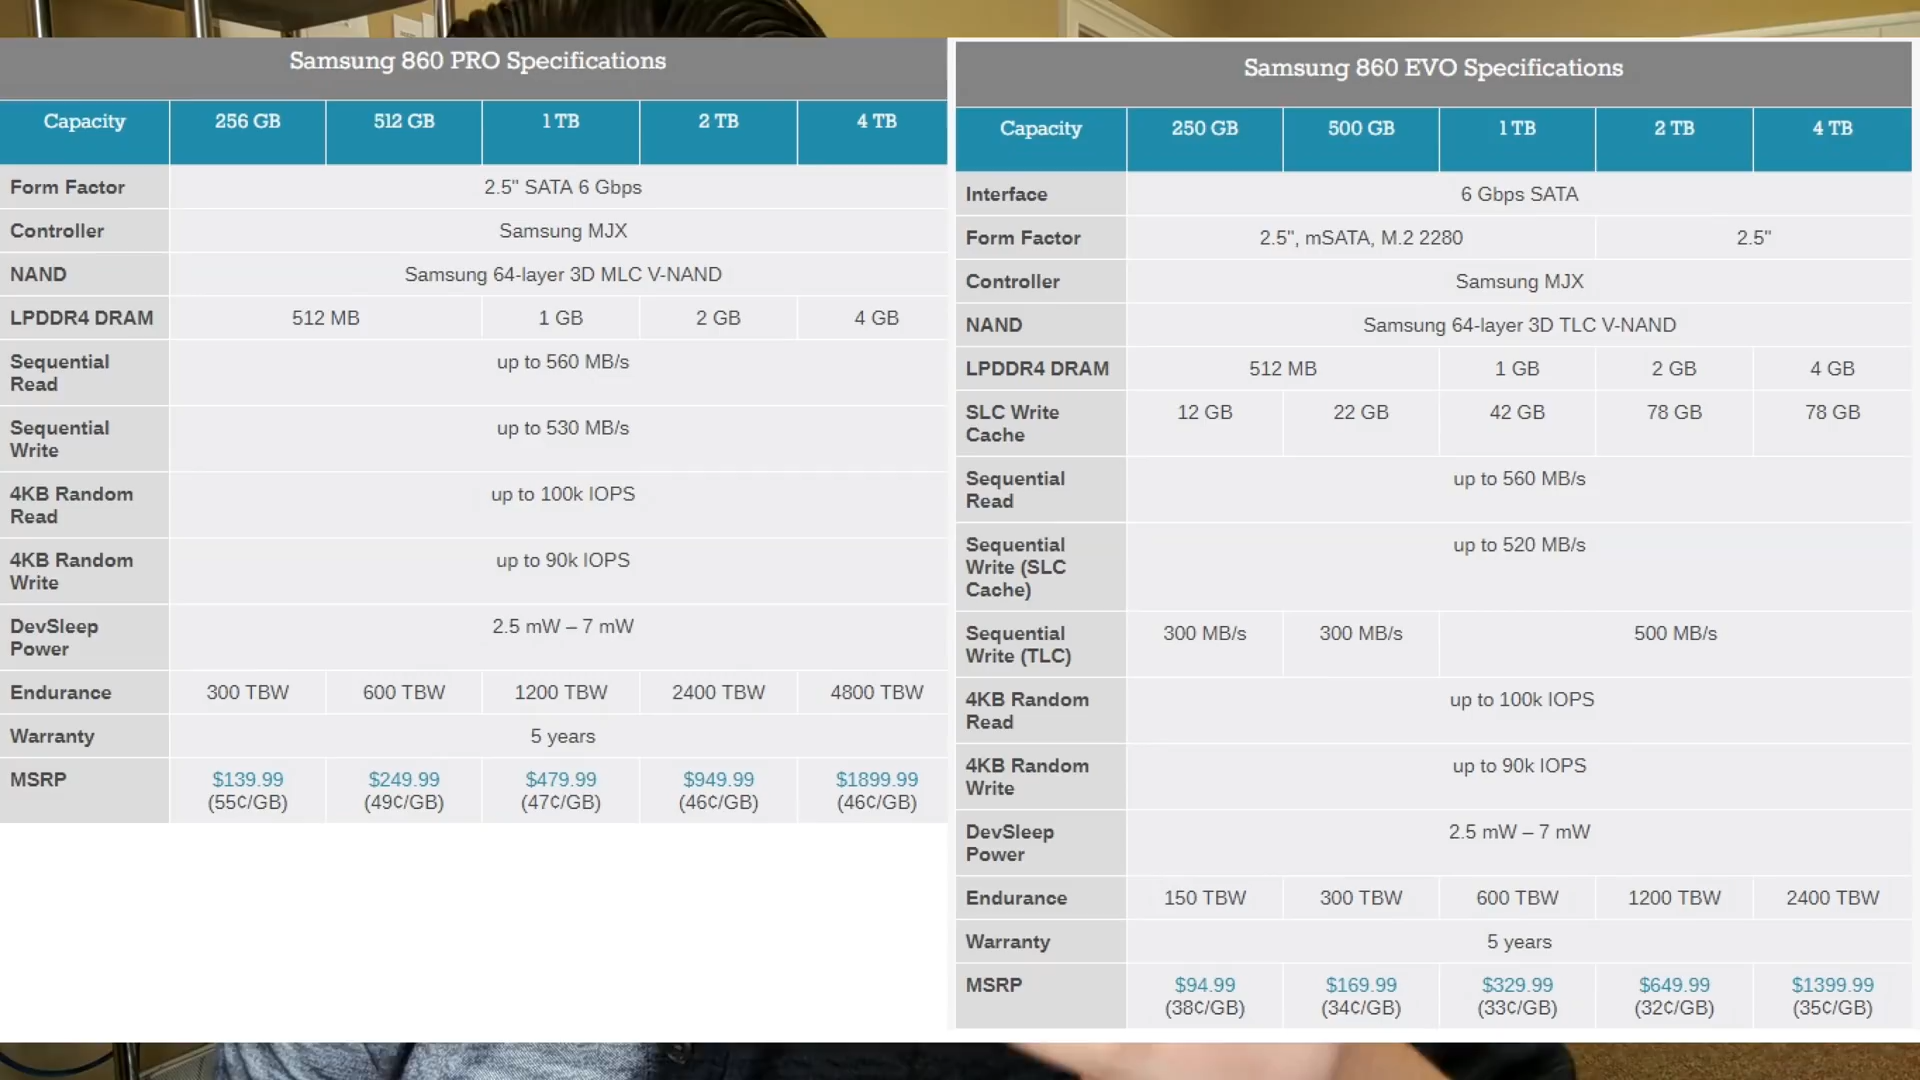 Samsung 860 PRO Specifications
Capacity 256 GB 512 GB 1 TB 2 TB 4 TB
Form Factor 2.5" SATA 6 Gbps
Controller Samsung MJX
NAND Samsung 64-layer 3D MLC V-NAND
LPDDR4 DRAM 512 MB 1 GB 2 GB 4 GB
Sequential
Read up to 560 MB/s
Sequential
Write up to 530 MB/s
4KB Random
Read up to 100k IOPS
4KB Random
Write up to 90k IOPS
DevSleep
Power 2.5 mW – 7 mW
Endurance 300 TBW 600 TBW 1200 TBW 2400 TBW 4800 TBW
Warranty 5 years
MSRP $139.99 $249.99 $479.99 $949.99 $1899.99
(55¢/GB) (49¢/GB) (47¢/GB) (46¢/GB) (46¢/GB)
Samsung 860 EVO Specifications
Capacity 250 GB 500 GB 1 TB 2 TB 4 TB
Interface 6 Gbps SATA
Form Factor 2.5", mSATA, M.2 2280 2.5"
Controller Samsung MJX
NAND Samsung 64-layer 3D TLC V-NAND
LPDDR4 DRAM 512 MB 1 GB 2 GB 4 GB
SLC Write
Cache 12 GB 22 GB 42 GB 78 GB 78 GB
Sequential
Read up to 560 MB/s
Sequential
Write (SLC
Cache) up to 520 MB/s
Sequential
Write (TLC) 300 MB/s 300 MB/s 500 MB/s
4KB Random
Read up to 100k IOPS
4KB Random
Write up to 90k IOPS
DevSleep
Power 2.5 mW – 7 mW
Endurance 150 TBW 300 TBW 600 TBW 1200 TBW 2400 TBW
Warranty 5 years
MSRP $94.99 $169.99 $329.99 $649.99 $1399.99
(38¢/GB) (34¢/GB) (33¢/GB) (32¢/GB) (35¢/GB)